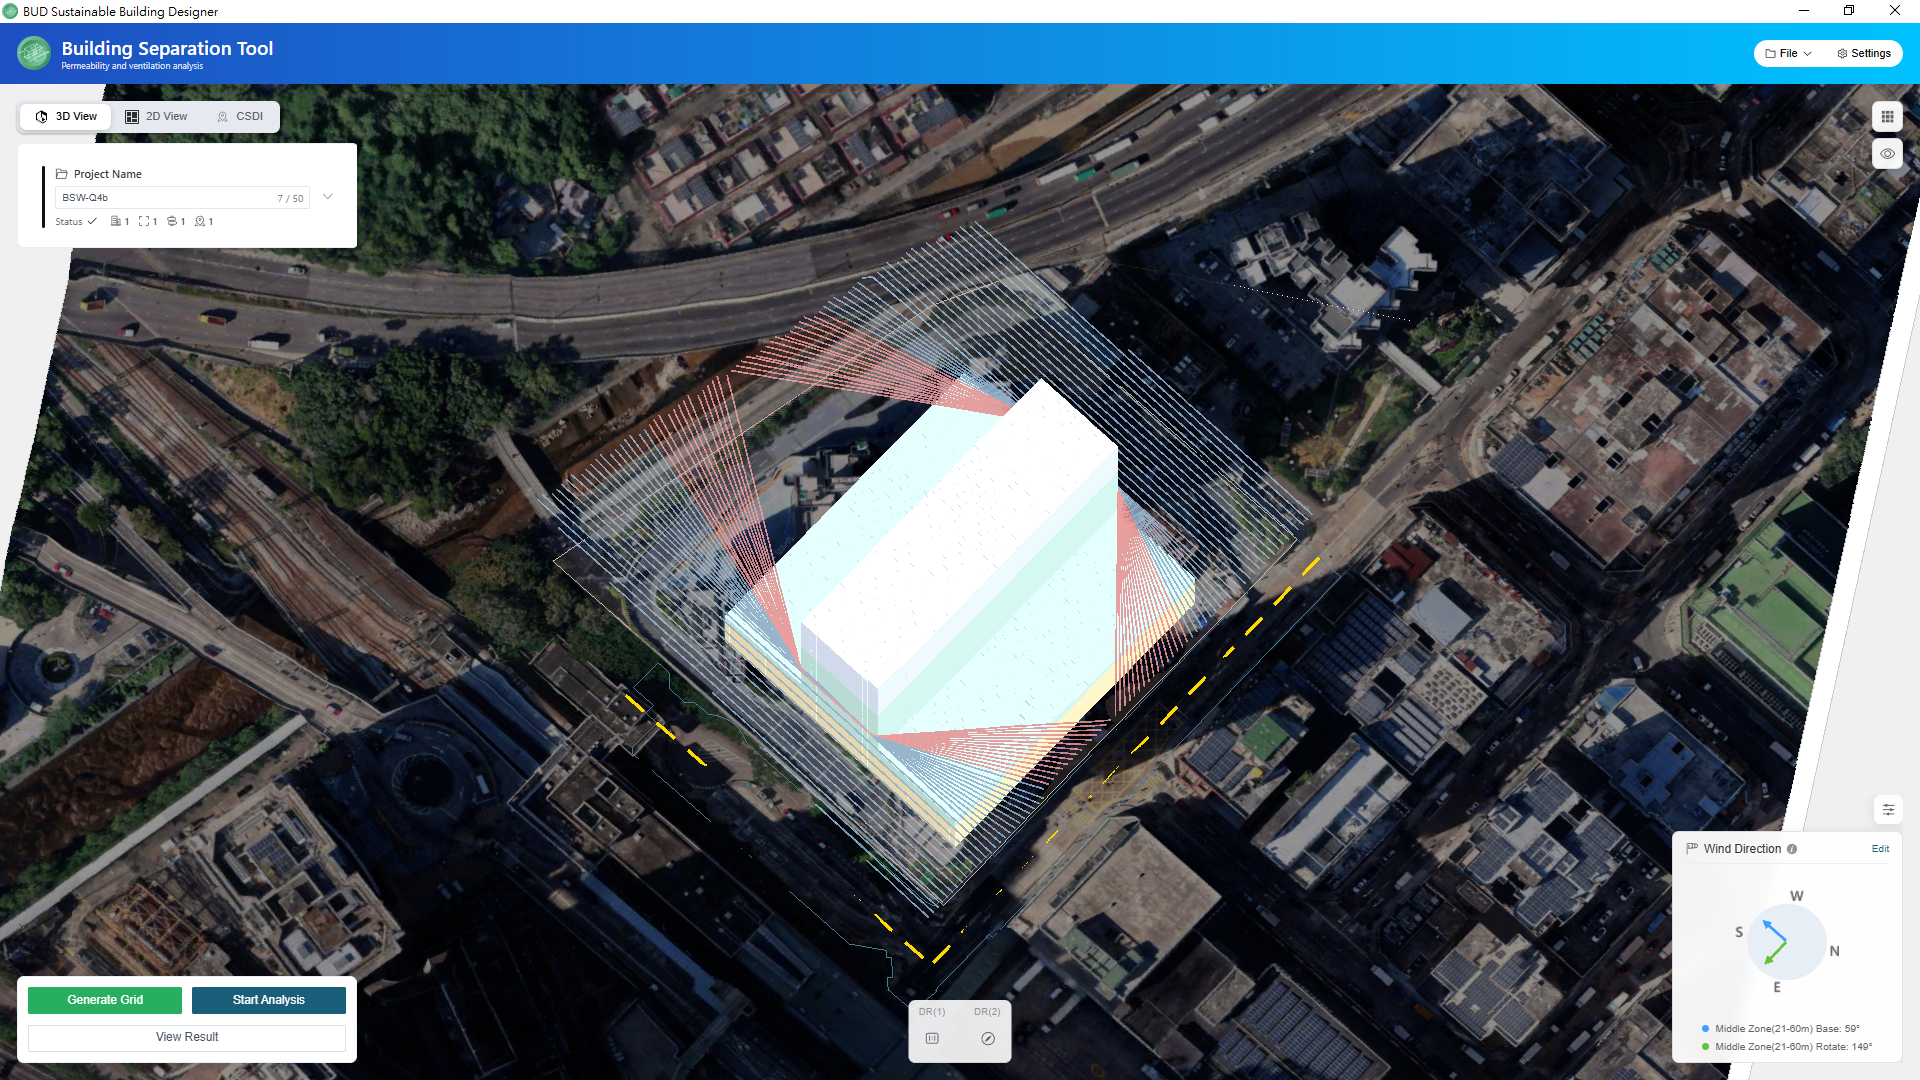 BUD Sustainable Building Designer
Building Separation Tool
Permeability and ventilation analysis
File
Settings
3D View
2D View
CSDI
Project Name
BSW-Q4b
7 / 50
Status
1
1
1
1
Generate Grid
Start Analysis
View Result
DR(1)
DR(2)
Wind Direction
Edit
W
S
N
E
Middle Zone(21-60m) Base: 59°
Middle Zone(21-60m) Rotate: 149°